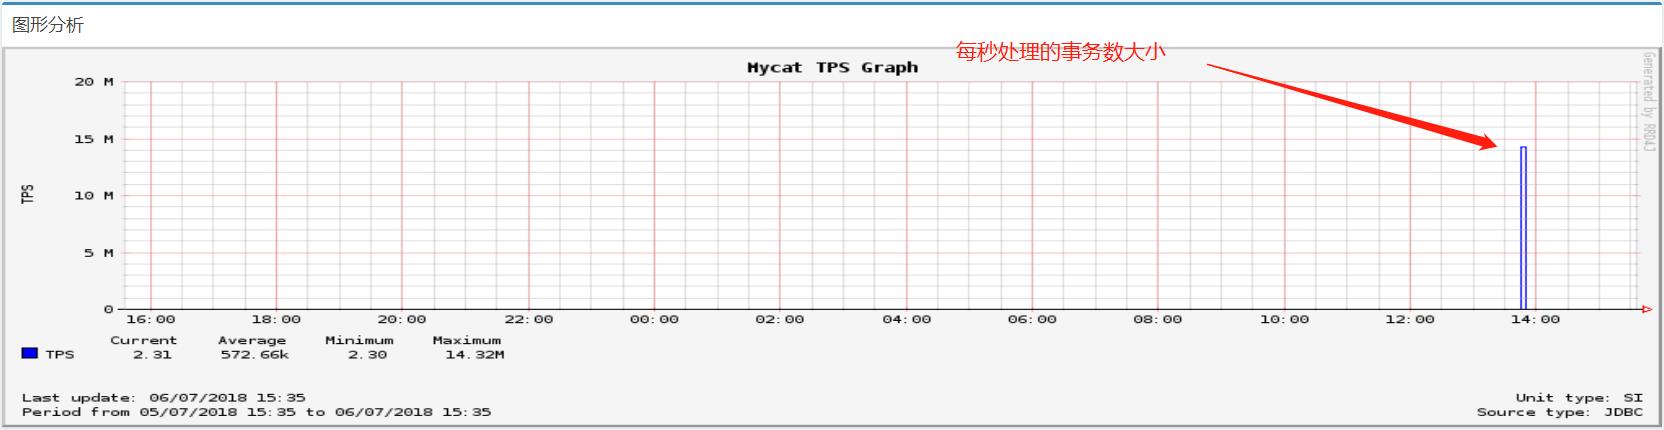 图形分析
每秒处理的事务数大小
Mycat TPS Graph
Generated by RRD4J
TPS
20 M
15 M
10 M
5 M
0
16:00 18:00 20:00 22:00 00:00 02:00 04:00 06:00 08:00 10:00 12:00 14:00
Current Average Minimum Maximum
TPS 2.31 572.66k 2.30 14.32M
Last update: 06/07/2018 15:35
Period from 05/07/2018 15:35 to 06/07/2018 15:35
Unit type: SI
Source type: JDBC